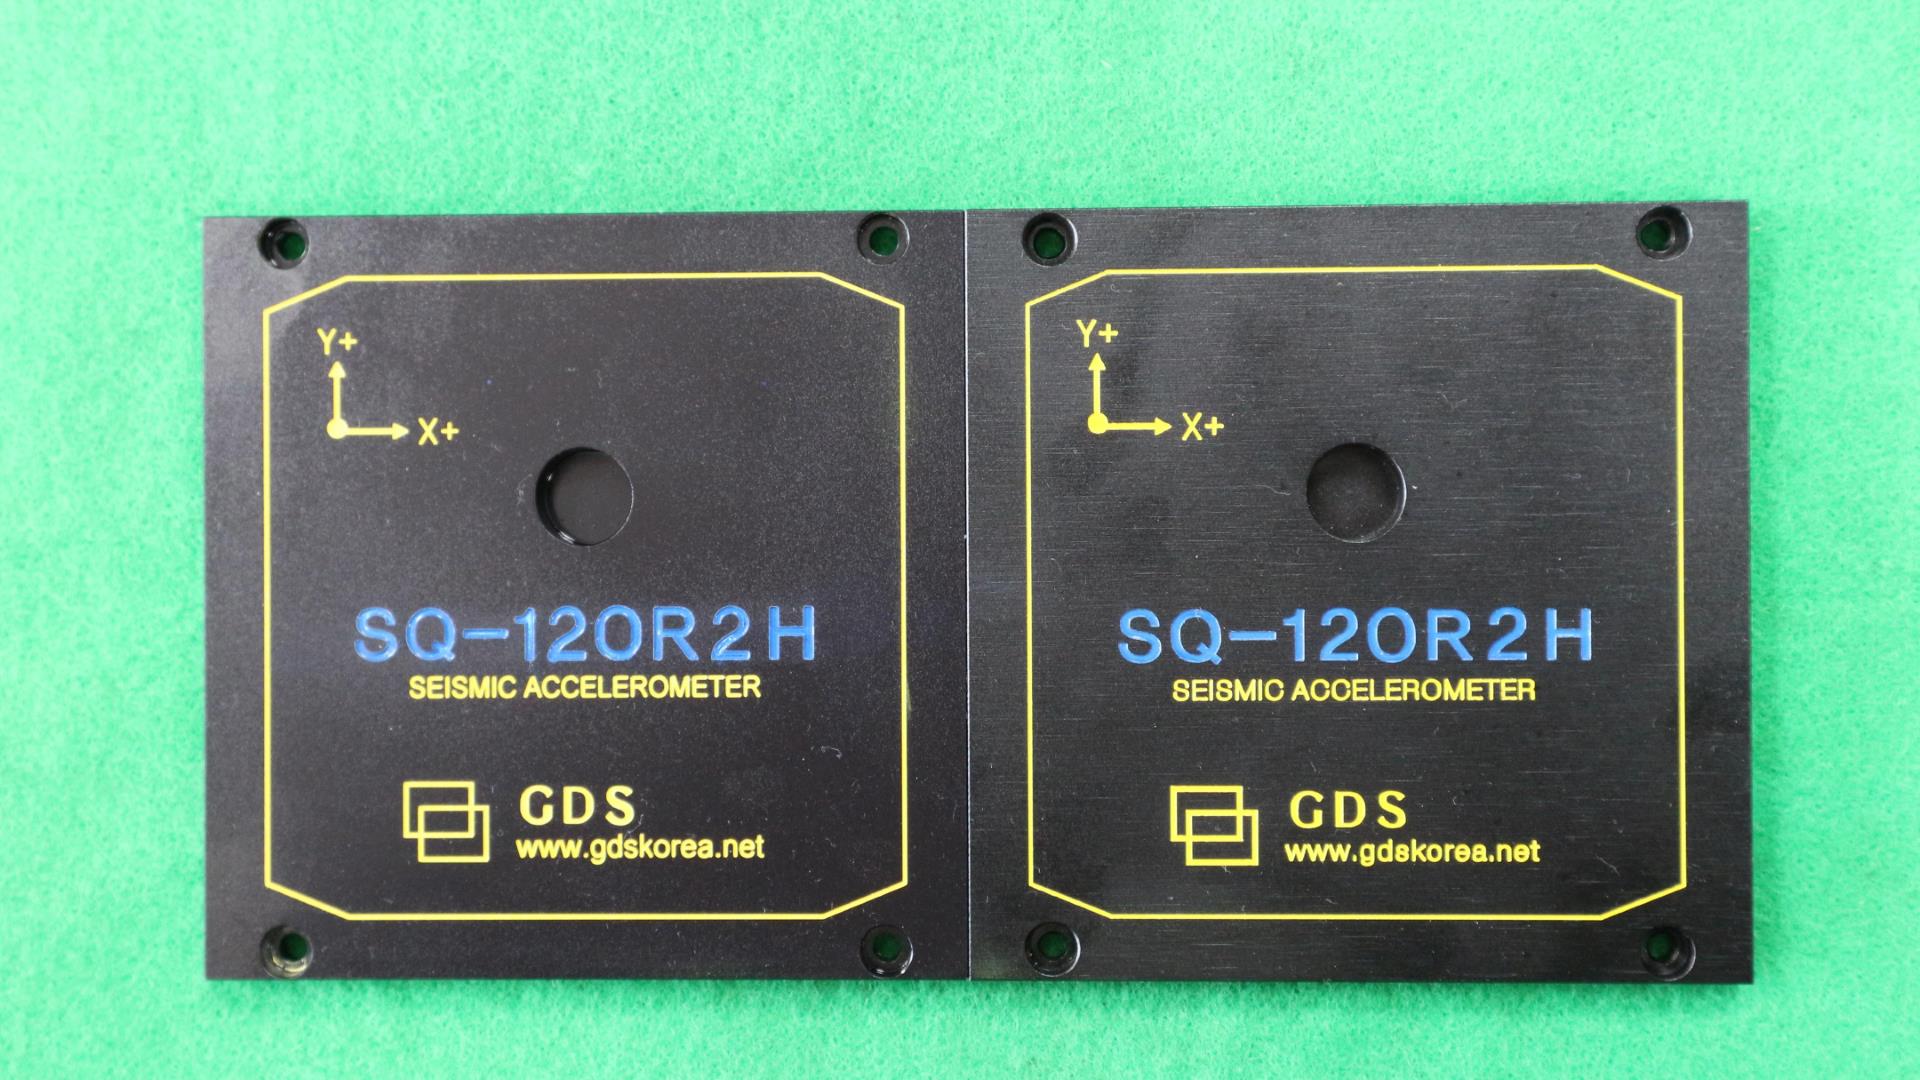 Y+
X+
SQ-120R2H
SEISMIC ACCELEROMETER
GDS
www.gdskorea.net
Y+
X+
SQ-120R2H
SEISMIC ACCELEROMETER
GDS
www.gdskorea.net